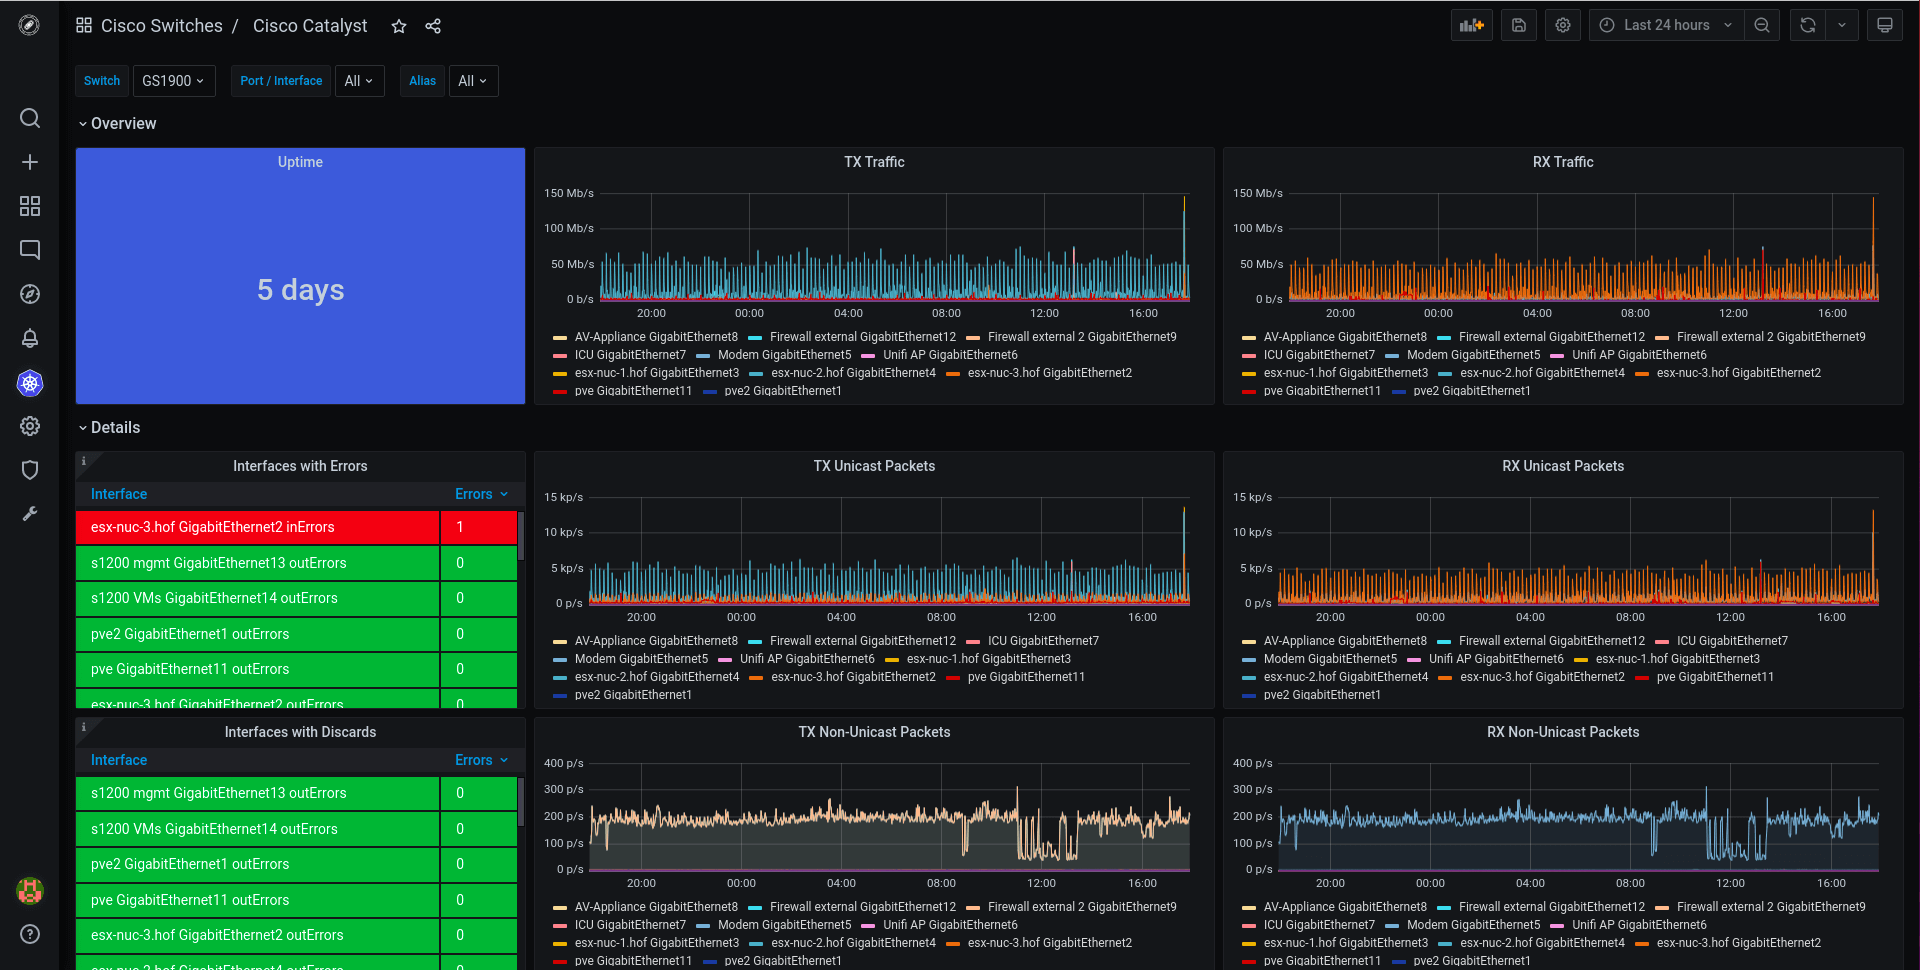 Cisco Switches / Cisco Catalyst
Last 24 hours
Switch GS1900 Port / Interface All Alias All
Overview
Uptime
5 days
TX Traffic
150 Mb/s
100 Mb/s
50 Mb/s
0 b/s
20:00 00:00 04:00 08:00 12:00 16:00
AV-Appliance GigabitEthernet8 Firewall external GigabitEthernet12 Firewall external 2 GigabitEthernet9
ICU GigabitEthernet7 Modem GigabitEthernet5 Unifi AP GigabitEthernet6
esx-nuc-1.hof GigabitEthernet3 esx-nuc-2.hof GigabitEthernet4 esx-nuc-3.hof GigabitEthernet2
pve GigabitEthernet11 pve2 GigabitEthernet1
RX Traffic
150 Mb/s
100 Mb/s
50 Mb/s
0 b/s
20:00 00:00 04:00 08:00 12:00 16:00
AV-Appliance GigabitEthernet8 Firewall external GigabitEthernet12 Firewall external 2 GigabitEthernet9
ICU GigabitEthernet7 Modem GigabitEthernet5 Unifi AP GigabitEthernet6
esx-nuc-1.hof GigabitEthernet3 esx-nuc-2.hof GigabitEthernet4 esx-nuc-3.hof GigabitEthernet2
pve GigabitEthernet11 pve2 GigabitEthernet1
Details
Interfaces with Errors
Interface Errors
esx-nuc-3.hof GigabitEthernet2 inErrors 1
s1200 mgmt GigabitEthernet13 outErrors 0
s1200 VMs GigabitEthernet14 outErrors 0
pve2 GigabitEthernet1 outErrors 0
pve GigabitEthernet11 outErrors 0
esx-nuc-3.hof GigabitEthernet2 outErrors 0
TX Unicast Packets
15 kp/s
10 kp/s
5 kp/s
0 p/s
20:00 00:00 04:00 08:00 12:00 16:00
AV-Appliance GigabitEthernet8 Firewall external GigabitEthernet12 ICU GigabitEthernet7
Modem GigabitEthernet5 Unifi AP GigabitEthernet6 esx-nuc-1.hof GigabitEthernet3
esx-nuc-2.hof GigabitEthernet4 esx-nuc-3.hof GigabitEthernet2 pve GigabitEthernet11
pve2 GigabitEthernet1
RX Unicast Packets
15 kp/s
10 kp/s
5 kp/s
0 p/s
20:00 00:00 04:00 08:00 12:00 16:00
AV-Appliance GigabitEthernet8 Firewall external GigabitEthernet12 ICU GigabitEthernet7
Modem GigabitEthernet5 Unifi AP GigabitEthernet6 esx-nuc-1.hof GigabitEthernet3
esx-nuc-2.hof GigabitEthernet4 esx-nuc-3.hof GigabitEthernet2 pve GigabitEthernet11
pve2 GigabitEthernet1
Interfaces with Discards
Interface Errors
s1200 mgmt GigabitEthernet13 outErrors 0
s1200 VMs GigabitEthernet14 outErrors 0
pve2 GigabitEthernet1 outErrors 0
pve GigabitEthernet11 outErrors 0
esx-nuc-3.hof GigabitEthernet2 outErrors 0
TX Non-Unicast Packets
400 p/s
300 p/s
200 p/s
100 p/s
0 p/s
20:00 00:00 04:00 08:00 12:00 16:00
AV-Appliance GigabitEthernet8 Firewall external GigabitEthernet12 Firewall external 2 GigabitEthernet9
ICU GigabitEthernet7 Modem GigabitEthernet5 Unifi AP GigabitEthernet6
esx-nuc-1.hof GigabitEthernet3 esx-nuc-2.hof GigabitEthernet4 esx-nuc-3.hof GigabitEthernet2
pve GigabitEthernet11 pve2 GigabitEthernet1
RX Non-Unicast Packets
400 p/s
300 p/s
200 p/s
100 p/s
0 p/s
20:00 00:00 04:00 08:00 12:00 16:00
AV-Appliance GigabitEthernet8 Firewall external GigabitEthernet12 Firewall external 2 GigabitEthernet9
ICU GigabitEthernet7 Modem GigabitEthernet5 Unifi AP GigabitEthernet6
esx-nuc-1.hof GigabitEthernet3 esx-nuc-2.hof GigabitEthernet4 esx-nuc-3.hof GigabitEthernet2
pve GigabitEthernet11 pve2 GigabitEthernet1